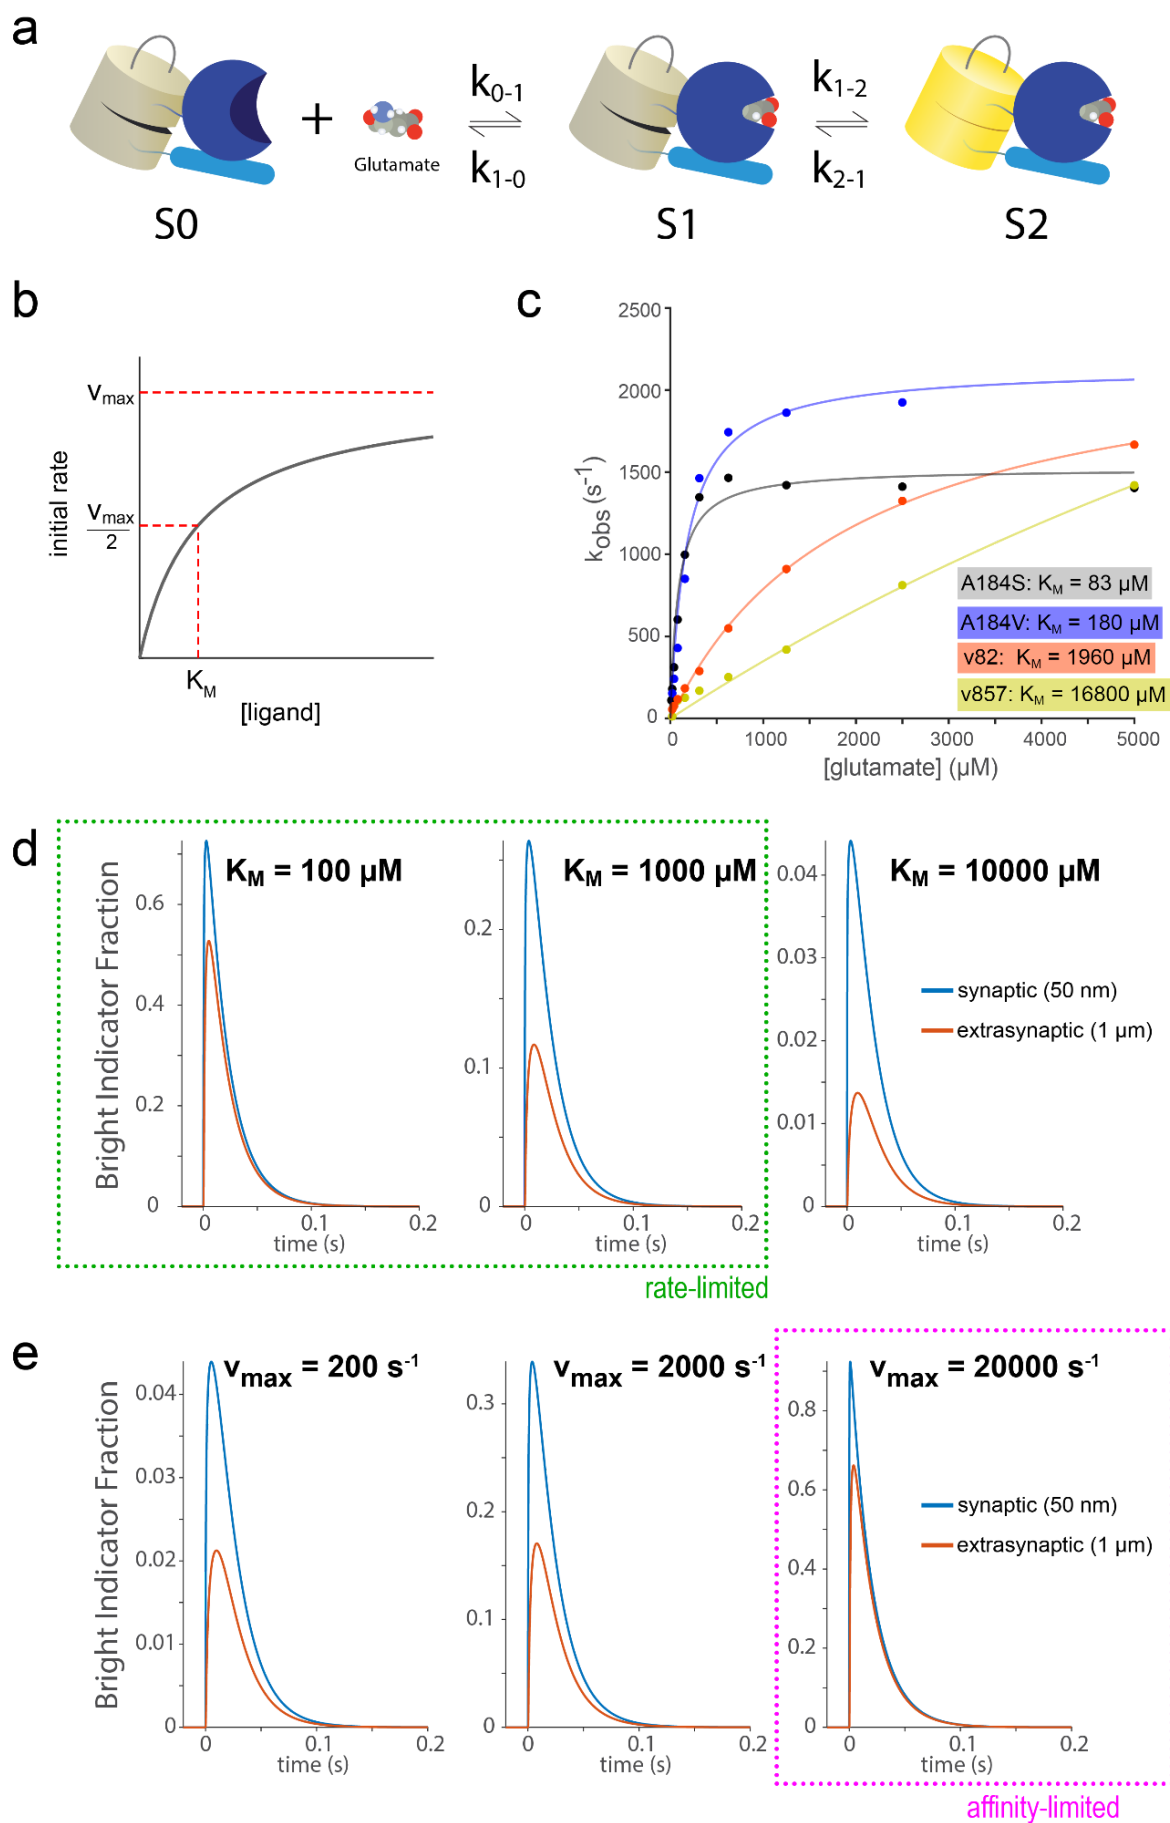 a
+
Glutamate
k0-1
k1-0
k1-2
k2-1
S0
S1
S2
b
vmax
vmax
2
initial rate
KM
[ligand]
c
2500
2000
1500
1000
500
0
kobs (s-1)
A184S: KM = 83 µM
A184V: KM = 180 µM
v82: KM = 1960 µM
v857: KM = 16800 µM
0 1000 2000 3000 4000 5000
[glutamate] (µM)
d
Bright Indicator Fraction
KM = 100 µM
0.6
0.4
0.2
0
0 0.1 0.2
time (s)
KM = 1000 µM
0.2
0.1
0
0 0.1 0.2
time (s)
KM = 10000 µM
0.04
0.03
0.02
0.01
0
synaptic (50 nm)
extrasynaptic (1 µm)
0 0.1 0.2
time (s)
rate-limited
e
Bright Indicator Fraction
vmax = 200 s-1
0.04
0.03
0.02
0.01
0
0 0.1 0.2
time (s)
vmax = 2000 s-1
0.3
0.2
0.1
0
0 0.1 0.2
time (s)
vmax = 20000 s-1
0.8
0.6
0.4
0.2
0
synaptic (50 nm)
extrasynaptic (1 µm)
0 0.1 0.2
time (s)
affinity-limited